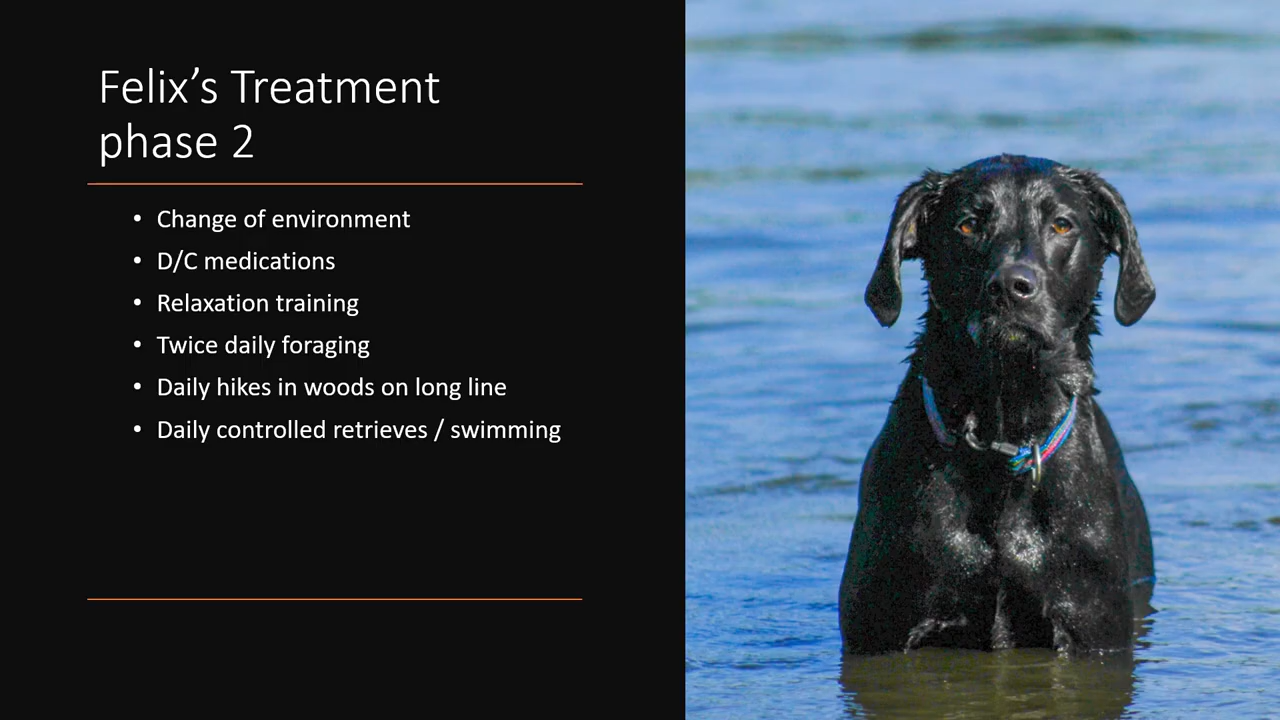 Felix’s Treatment
phase 2
• Change of environment
• D/C medications
• Relaxation training
• Twice daily foraging
• Daily hikes in woods on long line
• Daily controlled retrieves / swimming